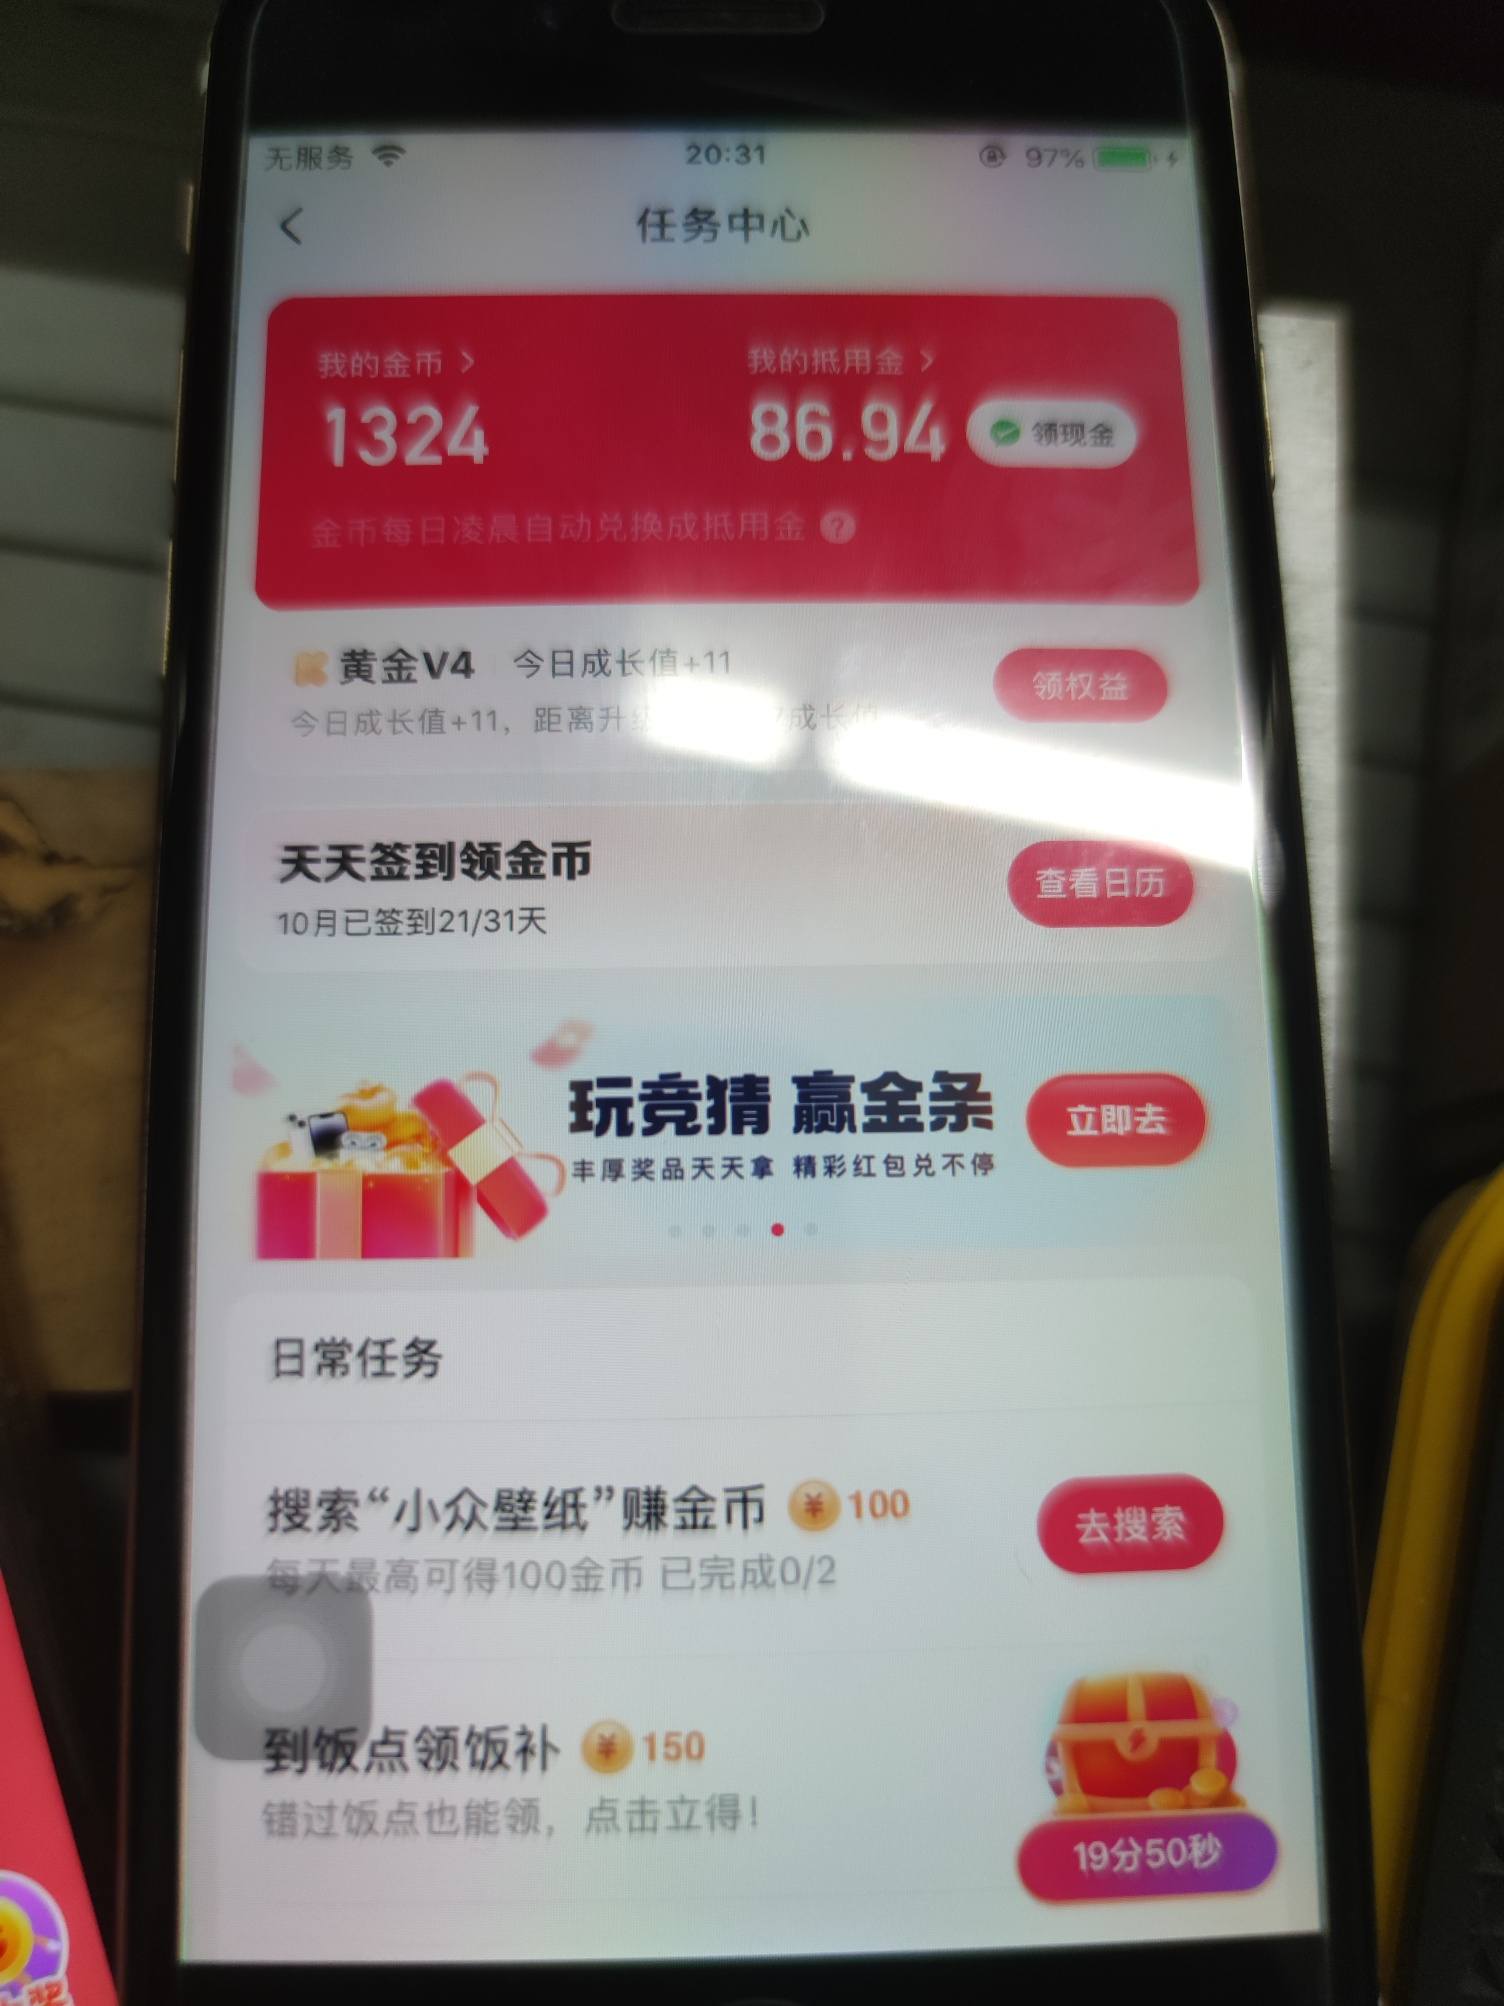 无服务 20:31 97%
任务中心
我的金币 > 我的抵用金 >
1324 86.94 领现金
金币每日凌晨自动兑换成抵用金 ?
黄金V4 今日成长值+11 领权益
今日成长值+11，距离升 成长值
天天签到领金币
10月已签到21/31天
查看日历
玩竞猜 赢金条
丰厚奖品天天拿 精彩红包兑不停
立即去
日常任务
搜索“小众壁纸”赚金币 ¥ 100
每天最高可得100金币 已完成0/2
去搜索
到饭点领饭补 ¥ 150
错过饭点也能领，点击立得！
19分50秒
奖